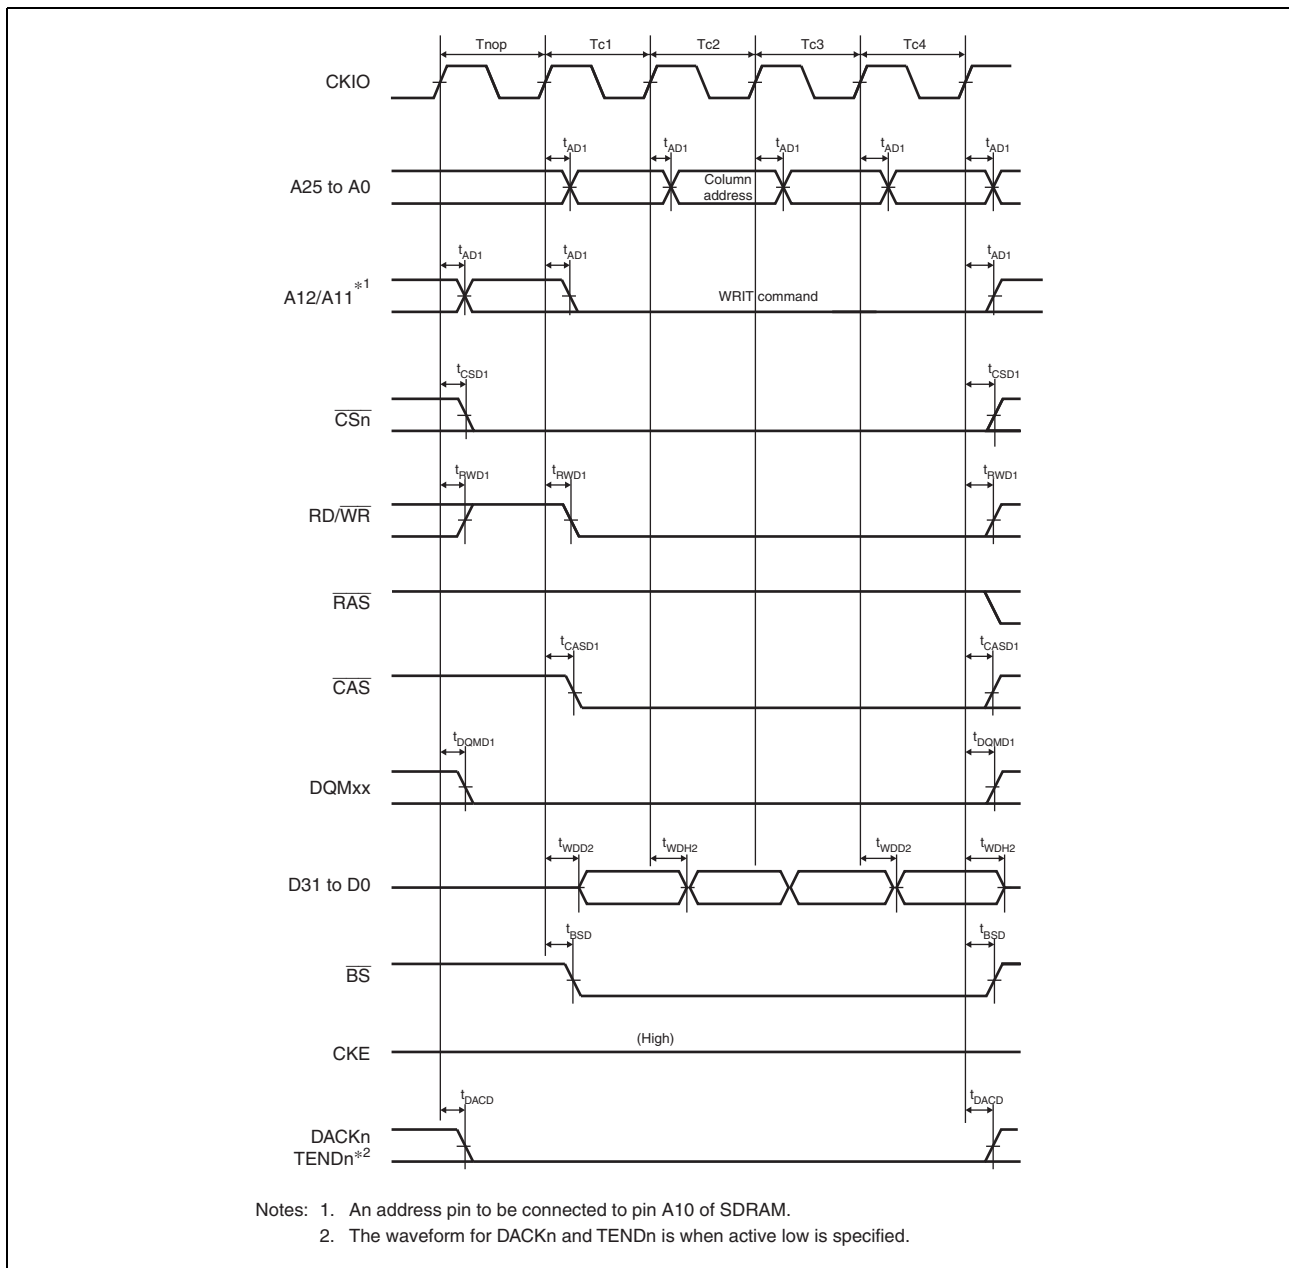 Tnop Tc1 Tc2 Tc3 Tc4
CKIO
tAD1 tAD1 tAD1 tAD1 tAD1
A25 to A0
Column
address
tAD1 tAD1 tAD1
A12/A11*1
WRIT command
tCSD1 tCSD1
CSn
tRWD1 tRWD1 tRWD1
RD/WR
RAS
tCASD1 tCASD1
CAS
tDQMD1 tDQMD1
DQMxx
tWDD2 tWDH2 tWDD2 tWDH2
D31 to D0
tBSD tBSD
BS
(High)
CKE
tDACD tDACD
DACKn
TENDn*2
Notes: 1. An address pin to be connected to pin A10 of SDRAM.
2. The waveform for DACKn and TENDn is when active low is specified.